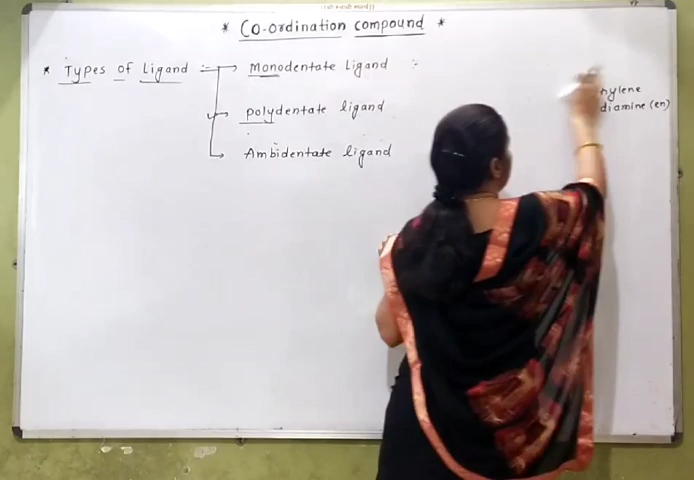 * Co-ordination compound *
* Types of Ligand :- → Monodentate Ligand :
polydentate ligand
Ambidentate ligand
hylene
diamine (en)